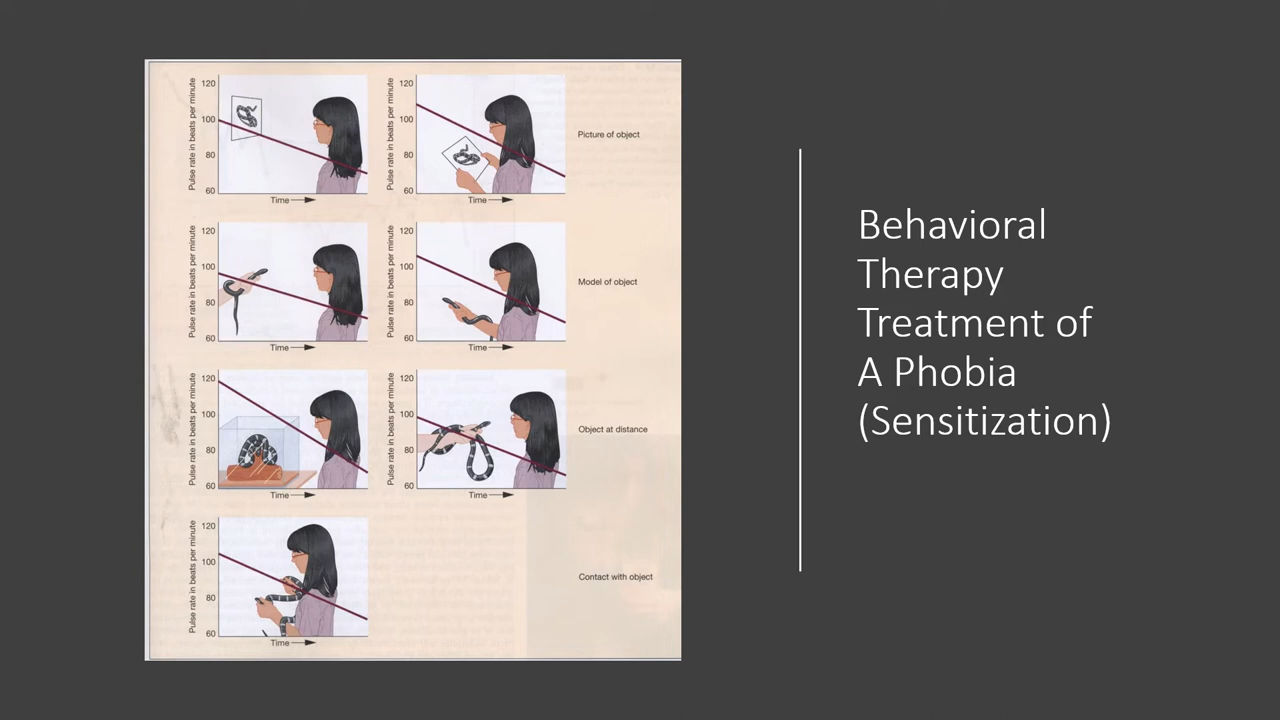 120
100
80
60
Pulse rate in beats per minute
Time
120
100
80
60
Pulse rate in beats per minute
Time
Picture of object
120
100
80
60
Pulse rate in beats per minute
Time
120
100
80
60
Pulse rate in beats per minute
Time
Model of object
120
100
80
60
Pulse rate in beats per minute
Time
120
100
80
60
Pulse rate in beats per minute
Time
Object at distance
120
100
80
60
Pulse rate in beats per minute
Time
Contact with object
Behavioral
Therapy
Treatment of
A Phobia
(Sensitization)